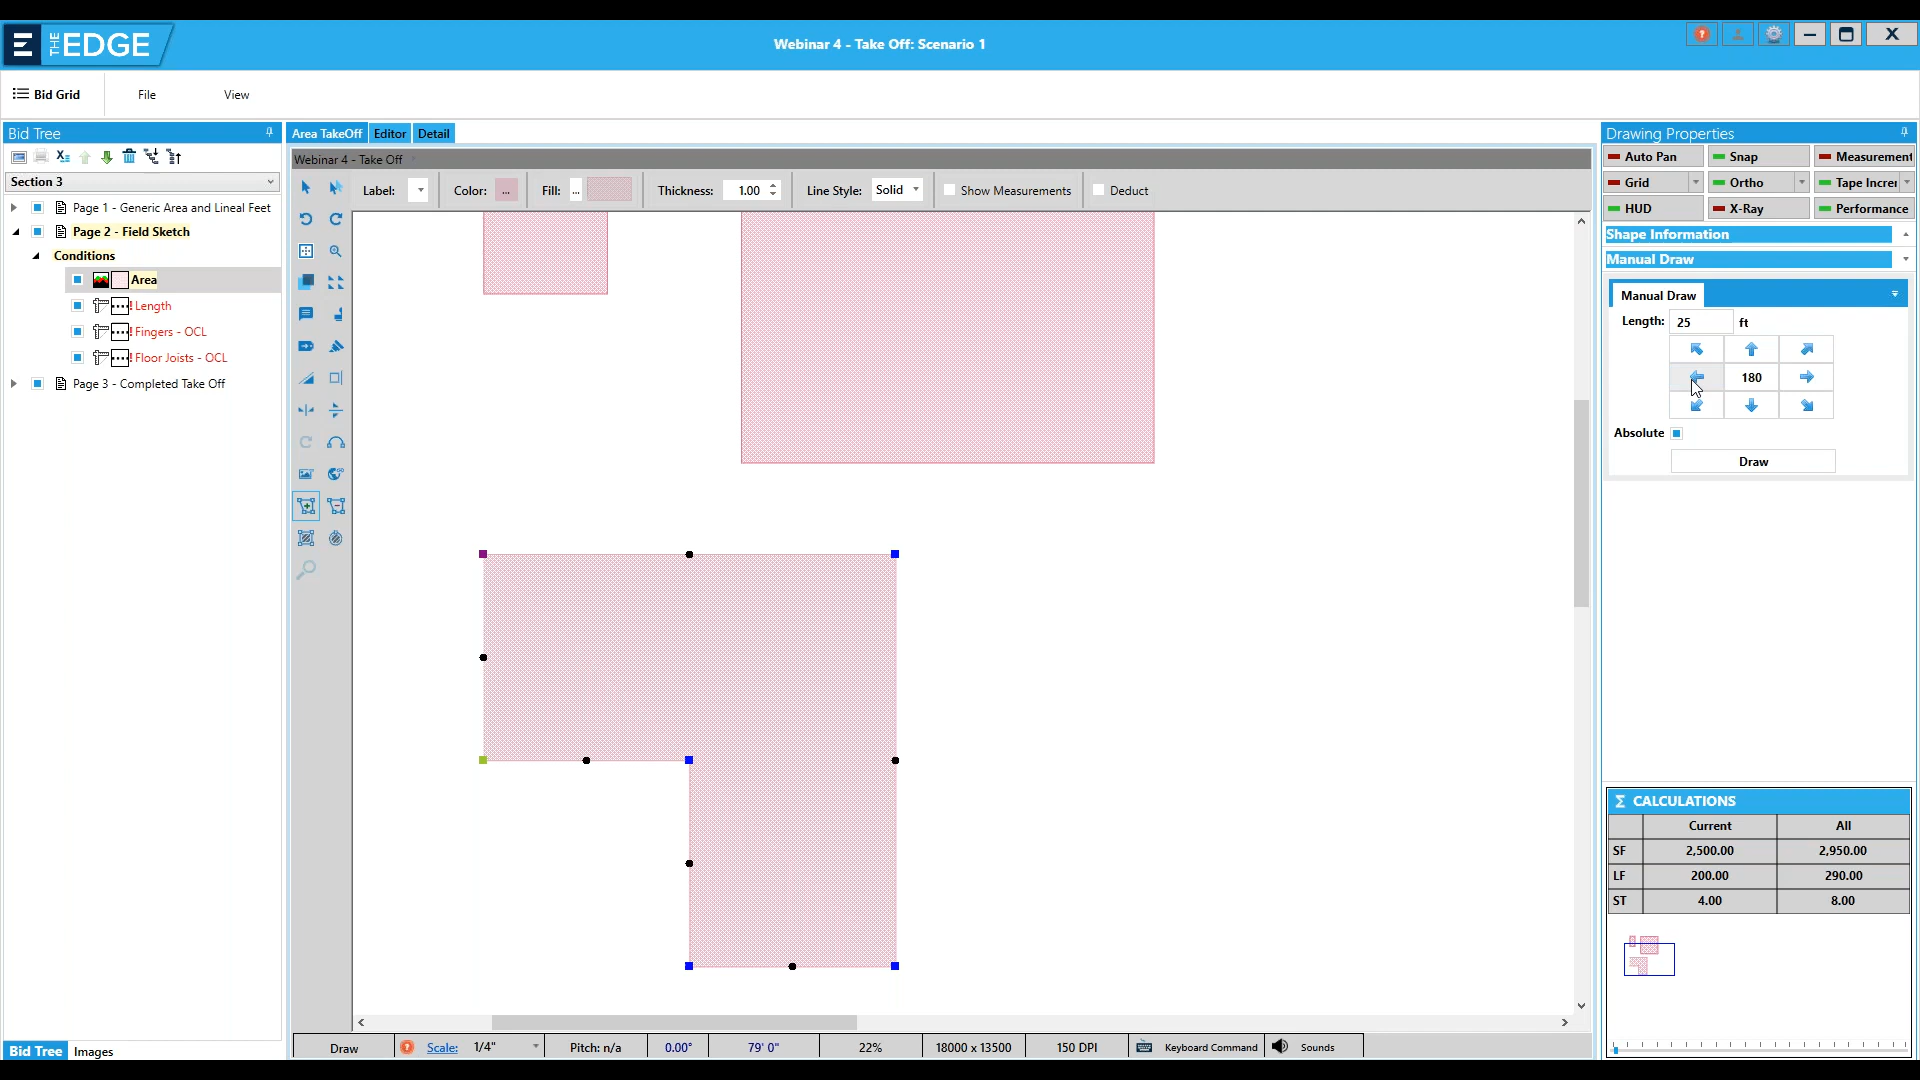 THE EDGE
Webinar 4 - Take Off: Scenario 1
X
Bid Grid
File
View
Bid Tree
Section 3
Page 1 - Generic Area and Lineal Feet
Page 2 - Field Sketch
Conditions
Area
! Length
! Fingers - OCL
! Floor Joists - OCL
Page 3 - Completed Take Off
Bid Tree
Images
Area TakeOff
Editor
Detail
Webinar 4 - Take Off
Label:
Color: ...
Fill: ...
Thickness: 1.00
Line Style: Solid
Show Measurements
Deduct
Draw
Scale: 1/4"
Pitch: n/a
0.00°
79' 0"
22%
18000 x 13500
150 DPI
Keyboard Command
Sounds
Drawing Properties
Auto Pan
Snap
Measurement
Grid
Ortho
Tape Increr
HUD
X-Ray
Performance
Shape Information
Manual Draw
Manual Draw
Length: 25 ft
180
Absolute
Draw
Σ CALCULATIONS
Current All
SF 2,500.00 2,950.00
LF 200.00 290.00
ST 4.00 8.00